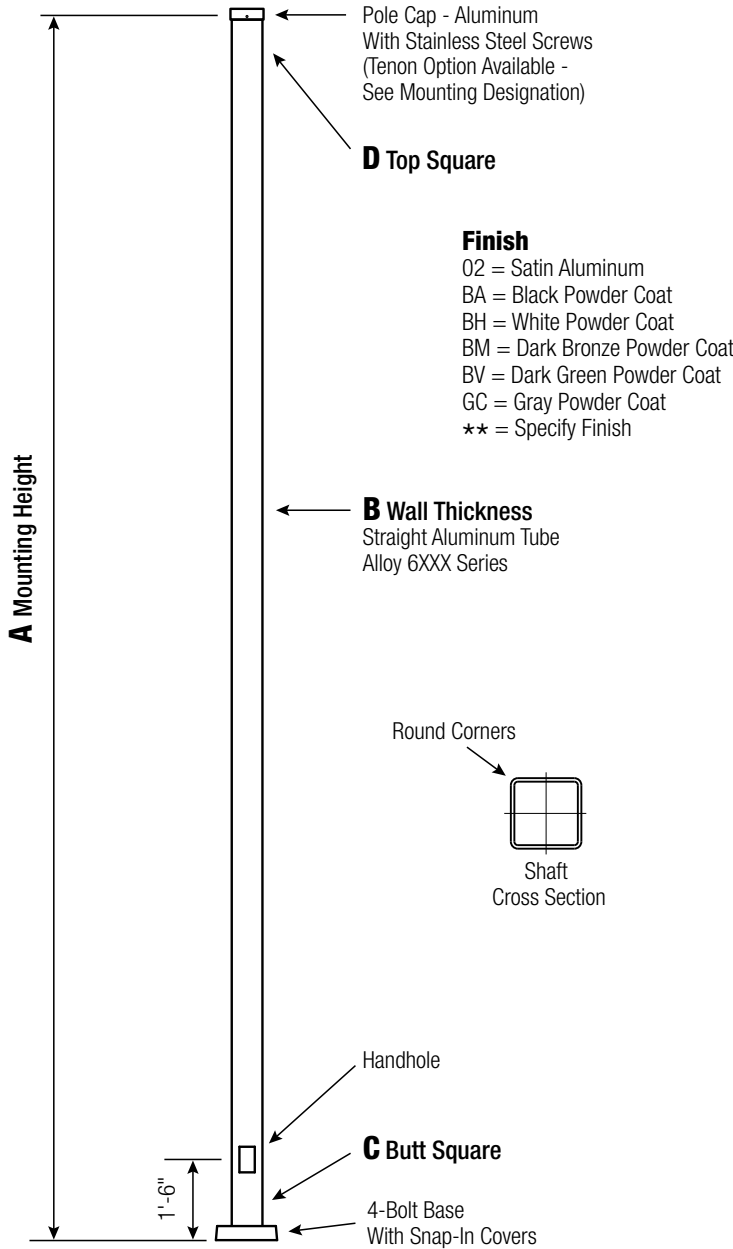 Pole Cap - Aluminum
With Stainless Steel Screws
(Tenon Option Available -
See Mounting Designation)
D Top Square
Finish
02 = Satin Aluminum
BA = Black Powder Coat
BH = White Powder Coat
BM = Dark Bronze Powder Coat
BV = Dark Green Powder Coat
GC = Gray Powder Coat
** = Specify Finish
A Mounting Height
B Wall Thickness
Straight Aluminum Tube
Alloy 6XXX Series
Round Corners
Shaft
Cross Section
Handhole
C Butt Square
1'-6"
4-Bolt Base
With Snap-In Covers